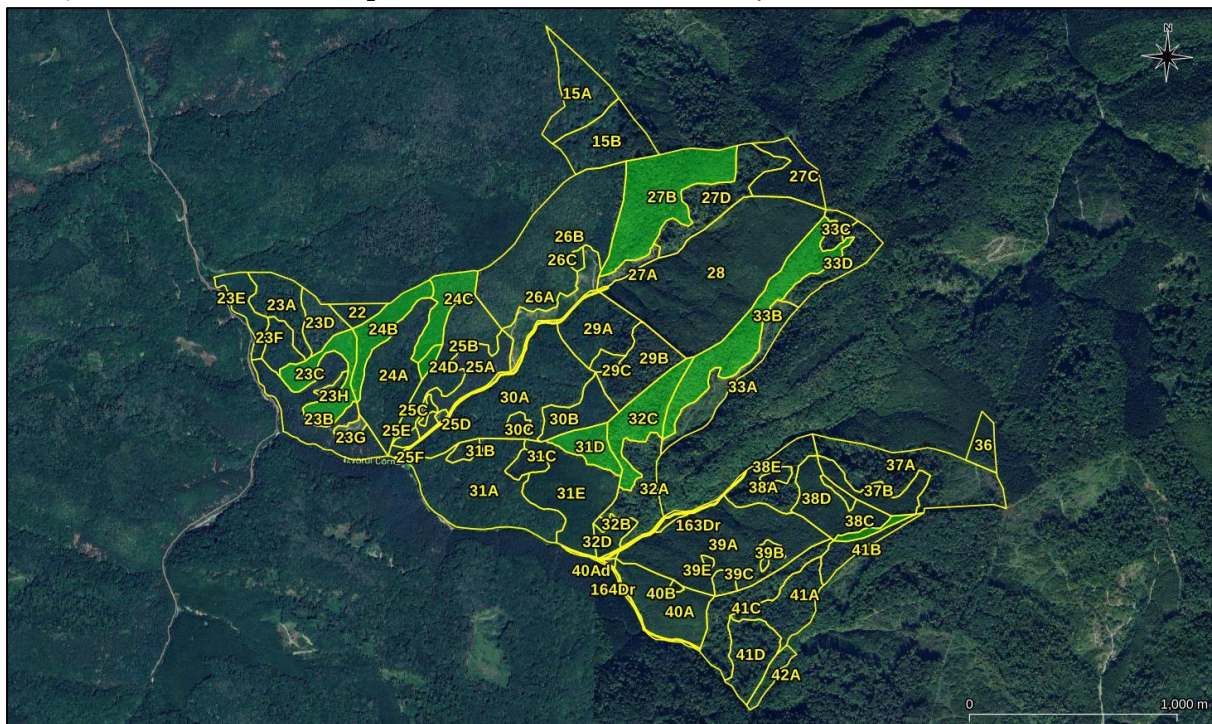 N
15A
15B
27C
27B
27D
33C
26B
26C
33D
27A
28
23E
23A
26A
24C
22
23D
33B
24B
29A
23F
25B
29B
24D
25A
29C
23C
24A
33A
23H
30A
25C
32C
23B
30B
25D
36
25E
30C
23G
31D
31B
25F
31C
38E
37A
38A
31A
31E
32A
37B
38D
32B
163Dr
38C
32D
39A
41B
39B
40Ad
39E
39C
164Dr
40B
41A
40A
41C
41D
42A
0
1,000 m